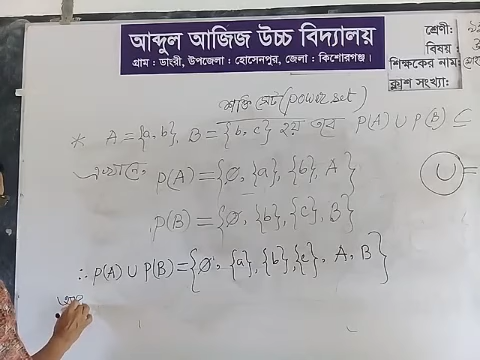 আব্দুল আজিজ উচ্চ বিদ্যালয়
গ্রাম : ডাংরী, উপজেলা : হোসেনপুর, জেলা : কিশোরগঞ্জ।
শ্রেণী:
বিষয় :
শিক্ষকের নাম:
ক্লাশ সংখ্যা:
শক্তি সেট (power set)
* A = {a, b}, B = {b, c} হয় তবে P(A) ∪ P(B) ⊆
এখানে, P(A) = {∅, {a}, {b}, A}
P(B) = {∅, {b}, {c}, B}
∴ P(A) ∪ P(B) = {∅, {a}, {b}, {c}, A, B}